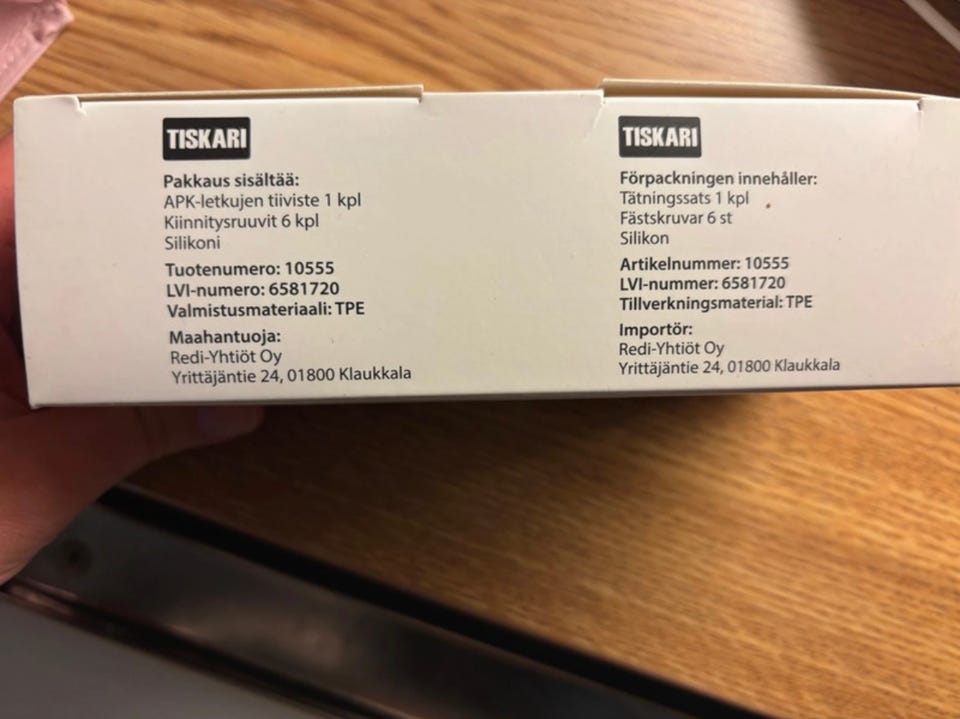 TISKARI
Pakkaus sisältää:
APK-letkujen tiiviste 1 kpl
Kiinnitysruuvit 6 kpl
Silikoni
Tuotenumero: 10555
LVI-numero: 6581720
Valmistusmateriaali: TPE
Maahantuoja:
Redi-Yhtiöt Oy
Yrittäjäntie 24, 01800 Klaukkala
TISKARI
Förpackningen innehåller:
Tätningssats 1 kpl
Fästskruvar 6 st
Silikon
Artikelnummer: 10555
LVI-nummer: 6581720
Tillverkningsmaterial: TPE
Importör:
Redi-Yhtiöt Oy
Yrittäjäntie 24, 01800 Klaukkala